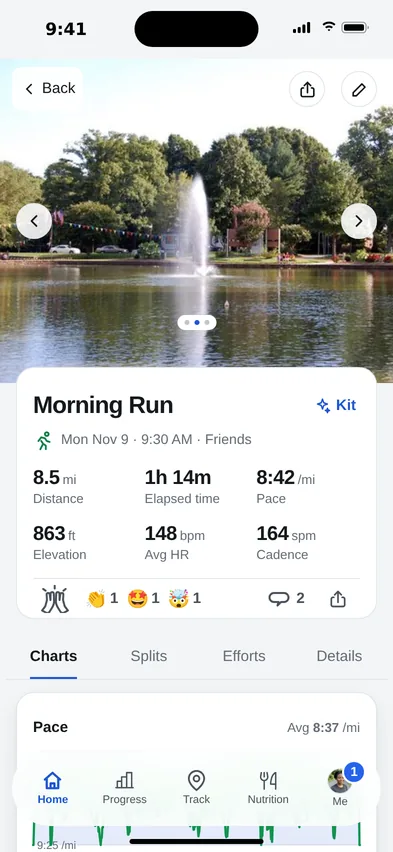 9:41
Back
Morning Run
Kit
Mon Nov 9 · 9:30 AM · Friends
8.5 mi 1h 14m 8:42 /mi
Distance Elapsed time Pace
863 ft 148 bpm 164 spm
Elevation Avg HR Cadence
👏 1 🤩 1 🤯 1 2
Charts Splits Efforts Details
Pace Avg 8:37 /mi
1
Home Progress Track Nutrition Me
9:25 /mi